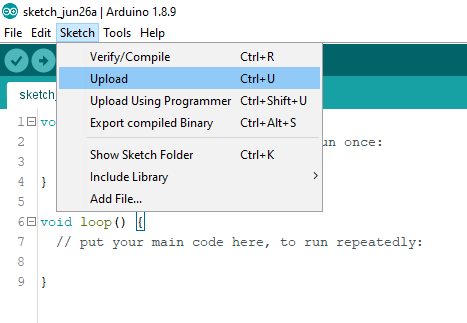 sketch_jun26a | Arduino 1.8.9
File Edit Sketch Tools Help
Verify/Compile Ctrl+R
Upload Ctrl+U
Upload Using Programmer Ctrl+Shift+U
Export compiled Binary Ctrl+Alt+S
Show Sketch Folder Ctrl+K
Include Library
Add File...
sketch_
1 vo
2 un once:
3
4 }
5
6 void loop() {
7 // put your main code here, to run repeatedly:
8
9 }